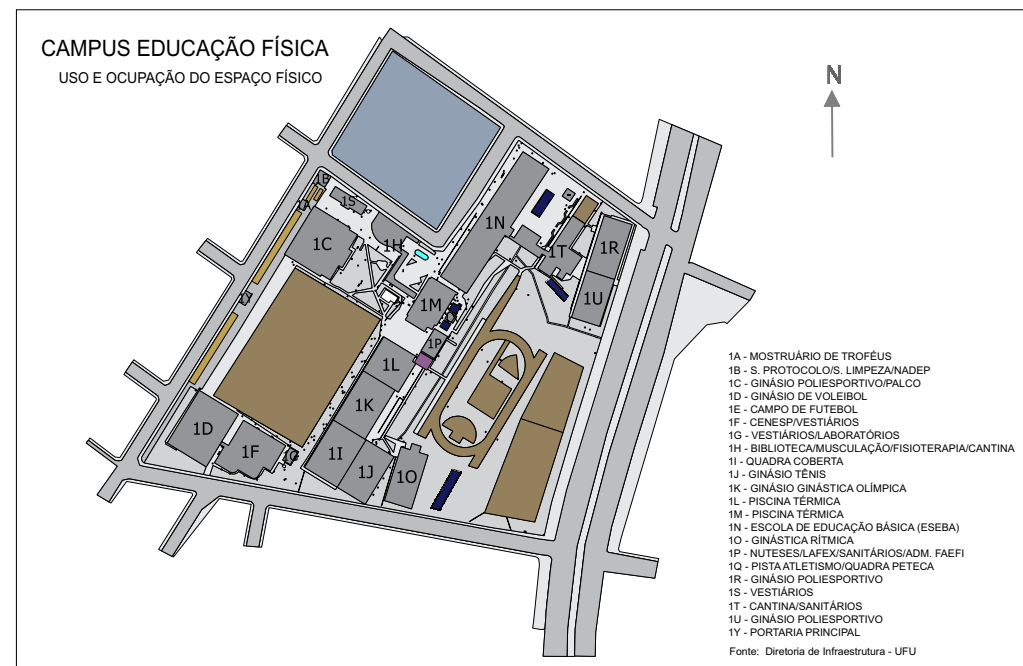 CAMPUS EDUCAÇÃO FÍSICA
USO E OCUPAÇÃO DO ESPAÇO FÍSICO
N
1B
1A
1S
1N
1C
1H
1T
1R
1Y
1M
1U
1P
1L
1K
1D
1F
1G
1I
1J
1O
1A - MOSTRUÁRIO DE TROFÉUS
1B - S. PROTOCOLO/S. LIMPEZA/NADEP
1C - GINÁSIO POLIESPORTIVO/PALCO
1D - GINÁSIO DE VOLEIBOL
1E - CAMPO DE FUTEBOL
1F - CENESP/VESTIÁRIOS
1G - VESTIÁRIOS/LABORATÓRIOS
1H - BIBLIOTECA/MUSCULAÇÃO/FISIOTERAPIA/CANTINA
1I - QUADRA COBERTA
1J - GINÁSIO TÊNIS
1K - GINÁSIO GINÁSTICA OLÍMPICA
1L - PISCINA TÉRMICA
1M - PISCINA TÉRMICA
1N - ESCOLA DE EDUCAÇÃO BÁSICA (ESEBA)
1O - GINÁSTICA RÍTMICA
1P - NUTESES/LAFEX/SANITÁRIOS/ADM. FAEFI
1Q - PISTA ATLETISMO/QUADRA PETECA
1R - GINÁSIO POLIESPORTIVO
1S - VESTIÁRIOS
1T - CANTINA/SANITÁRIOS
1U - GINÁSIO POLIESPORTIVO
1Y - PORTARIA PRINCIPAL
Fonte: Diretoria de Infraestrutura - UFU